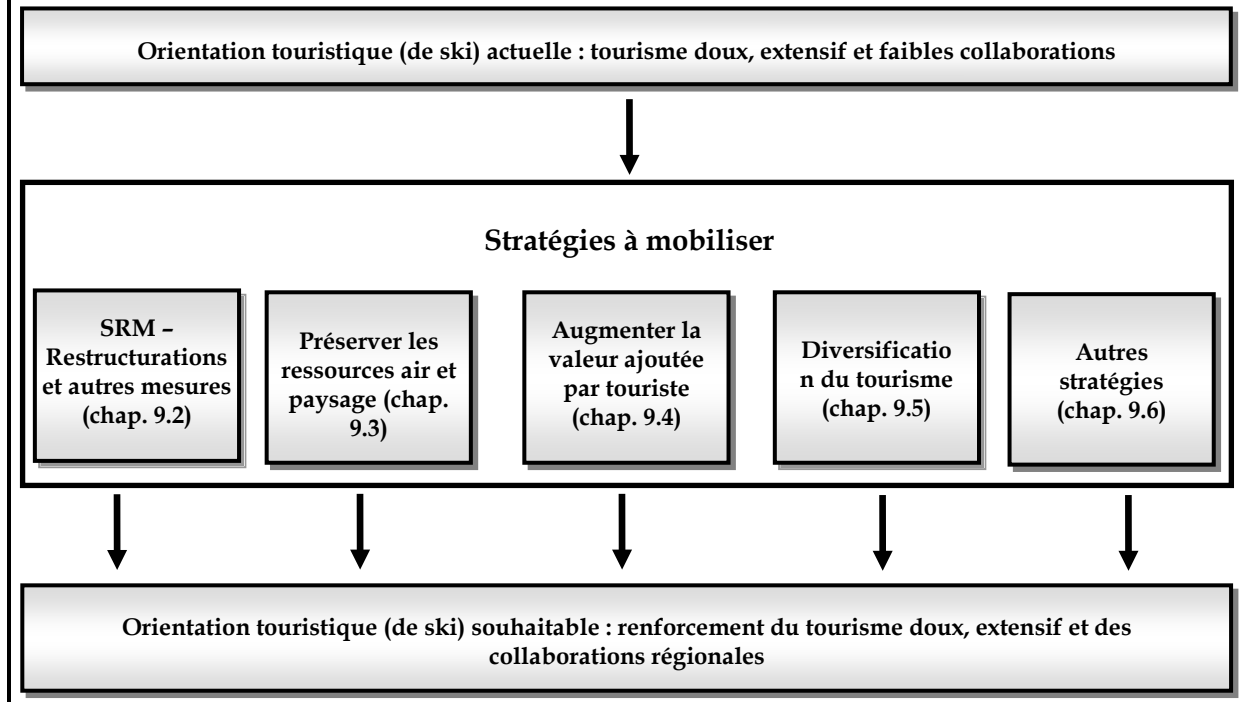 Orientation touristique (de ski) actuelle : tourisme doux, extensif et faibles collaborations
Stratégies à mobiliser
SRM –
Restructurations
et autres mesures
(chap. 9.2)
Préserver les
ressources air et
paysage (chap.
9.3)
Augmenter la
valeur ajoutée
par touriste
(chap. 9.4)
Diversificatio
n du tourisme
(chap. 9.5)
Autres
stratégies
(chap. 9.6)
Orientation touristique (de ski) souhaitable : renforcement du tourisme doux, extensif et des
collaborations régionales